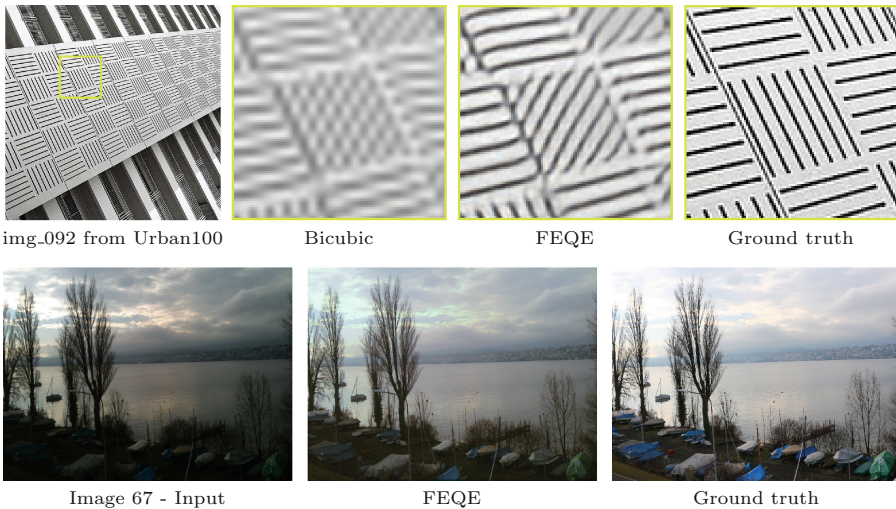 img_092 from Urban100
Bicubic
FEQE
Ground truth
Image 67 - Input
FEQE
Ground truth